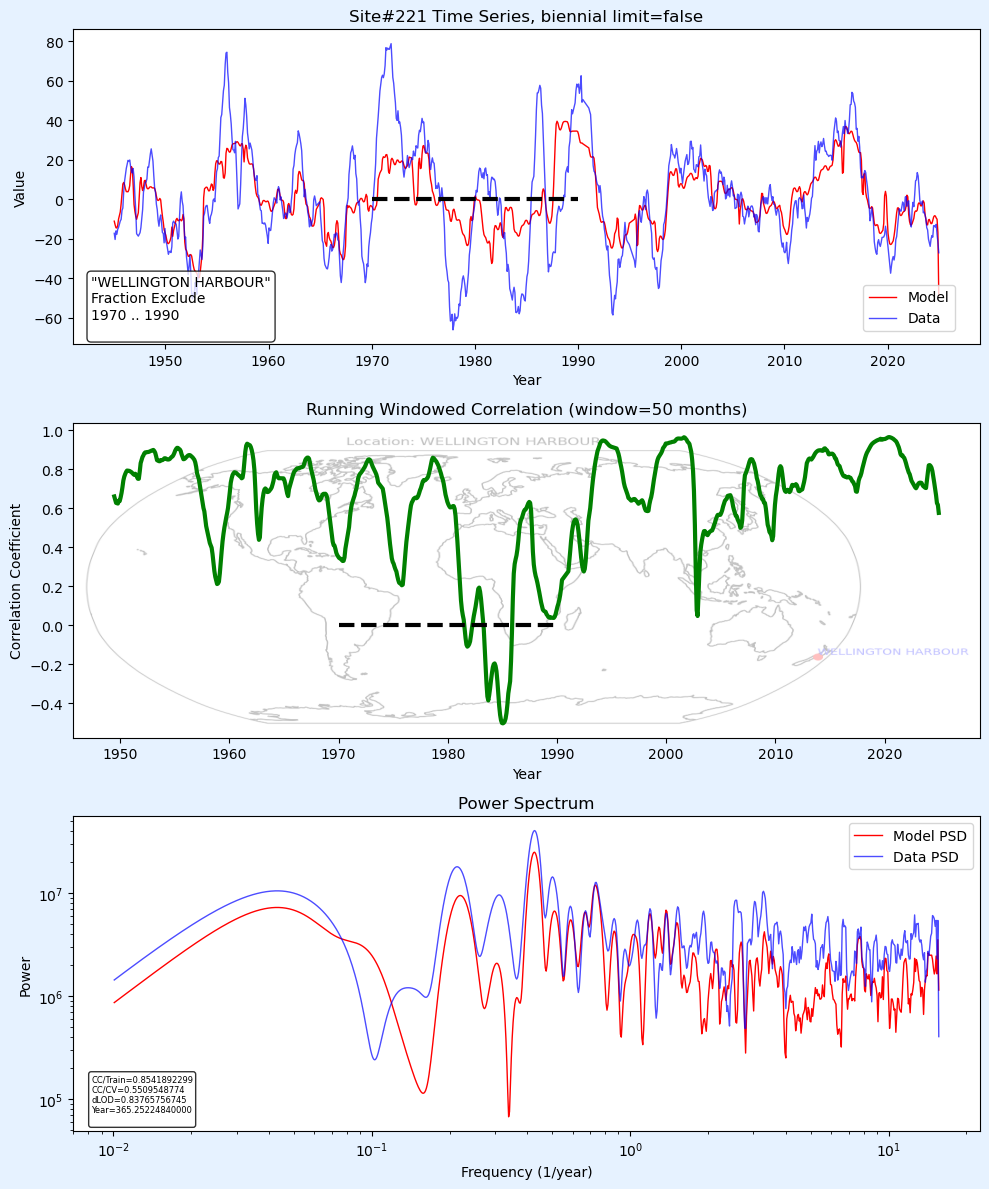 Site#221 Time Series, biennial limit=false
80
60
40
20
0
−20
−40
−60
Value
"WELLINGTON HARBOUR"
Fraction Exclude
1970 .. 1990
Model
Data
1950 1960 1970 1980 1990 2000 2010 2020
Year
Running Windowed Correlation (window=50 months)
Location: WELLINGTON HARBOUR
1.0
0.8
0.6
0.4
0.2
0.0
−0.2
−0.4
Correlation Coefficient
WELLINGTON HARBOUR
1950 1960 1970 1980 1990 2000 2010 2020
Year
Power Spectrum
Model PSD
Data PSD
10⁷
10⁶
10⁵
Power
CC/Train=0.8541892299
CC/CV=0.5509548774
dLOD=0.83765756745
Year=365.25224840000
10⁻² 10⁻¹ 10⁰ 10¹
Frequency (1/year)